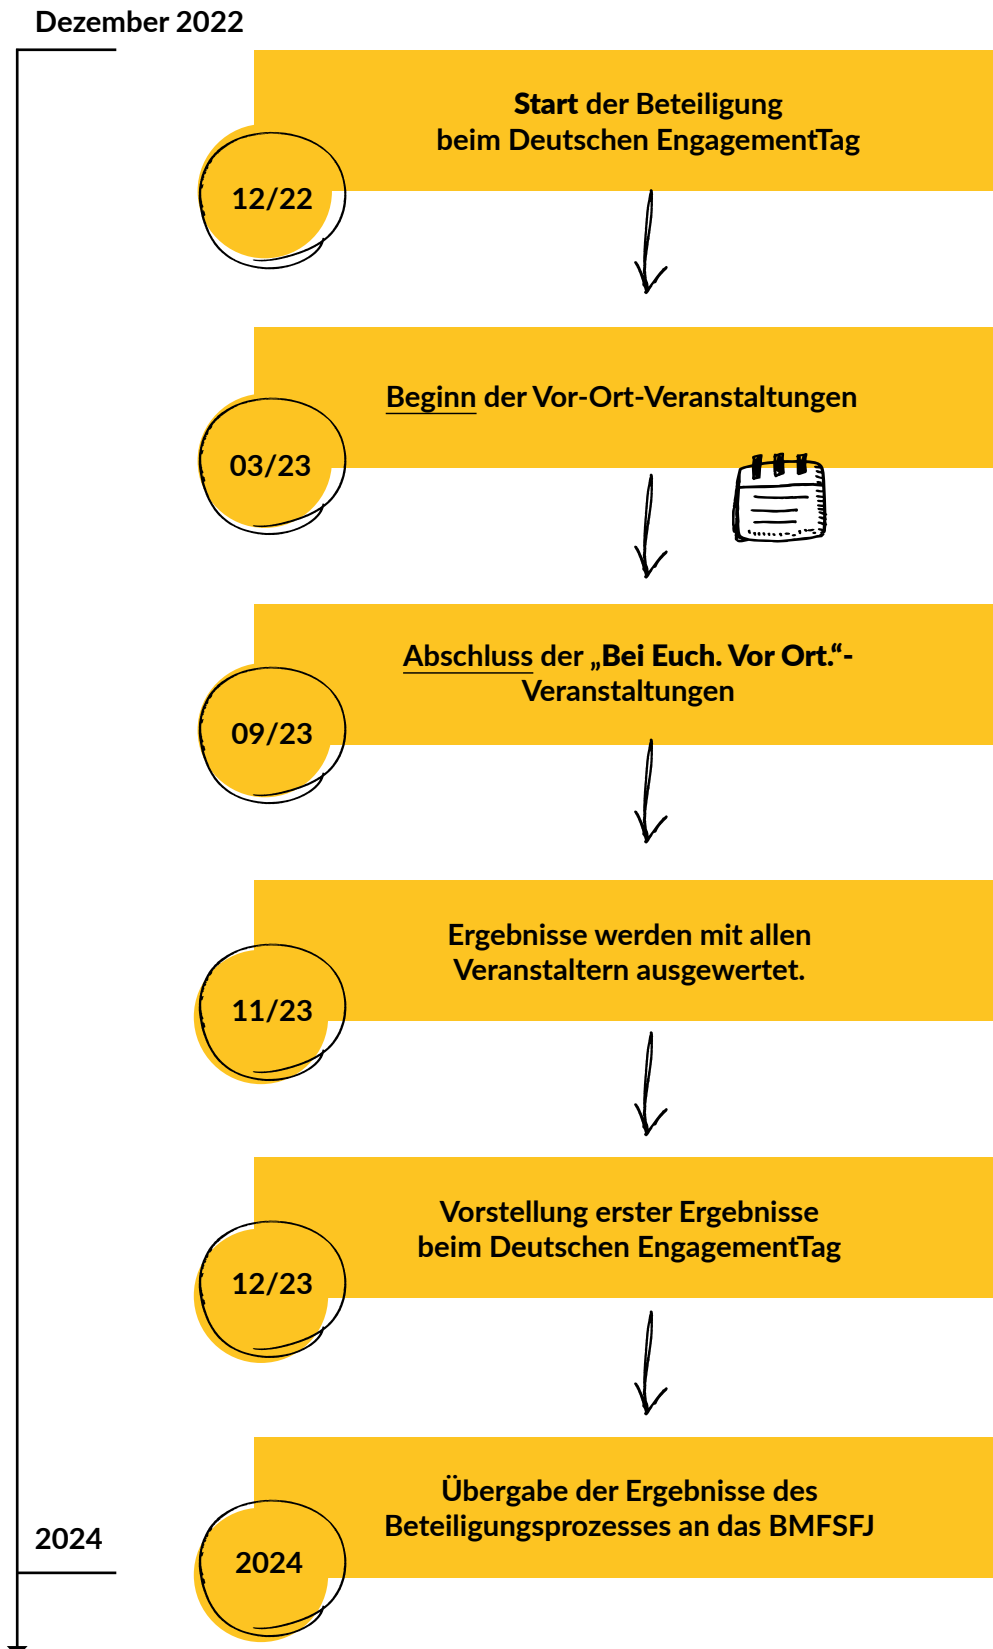 Dezember 2022
Start der Beteiligung
beim Deutschen EngagementTag
12/22
Beginn der Vor-Ort-Veranstaltungen
03/23
Abschluss der „Bei Euch. Vor Ort.“-
Veranstaltungen
09/23
Ergebnisse werden mit allen
Veranstaltern ausgewertet.
11/23
Vorstellung erster Ergebnisse
beim Deutschen EngagementTag
12/23
Übergabe der Ergebnisse des
Beteiligungsprozesses an das BMFSFJ
2024
2024